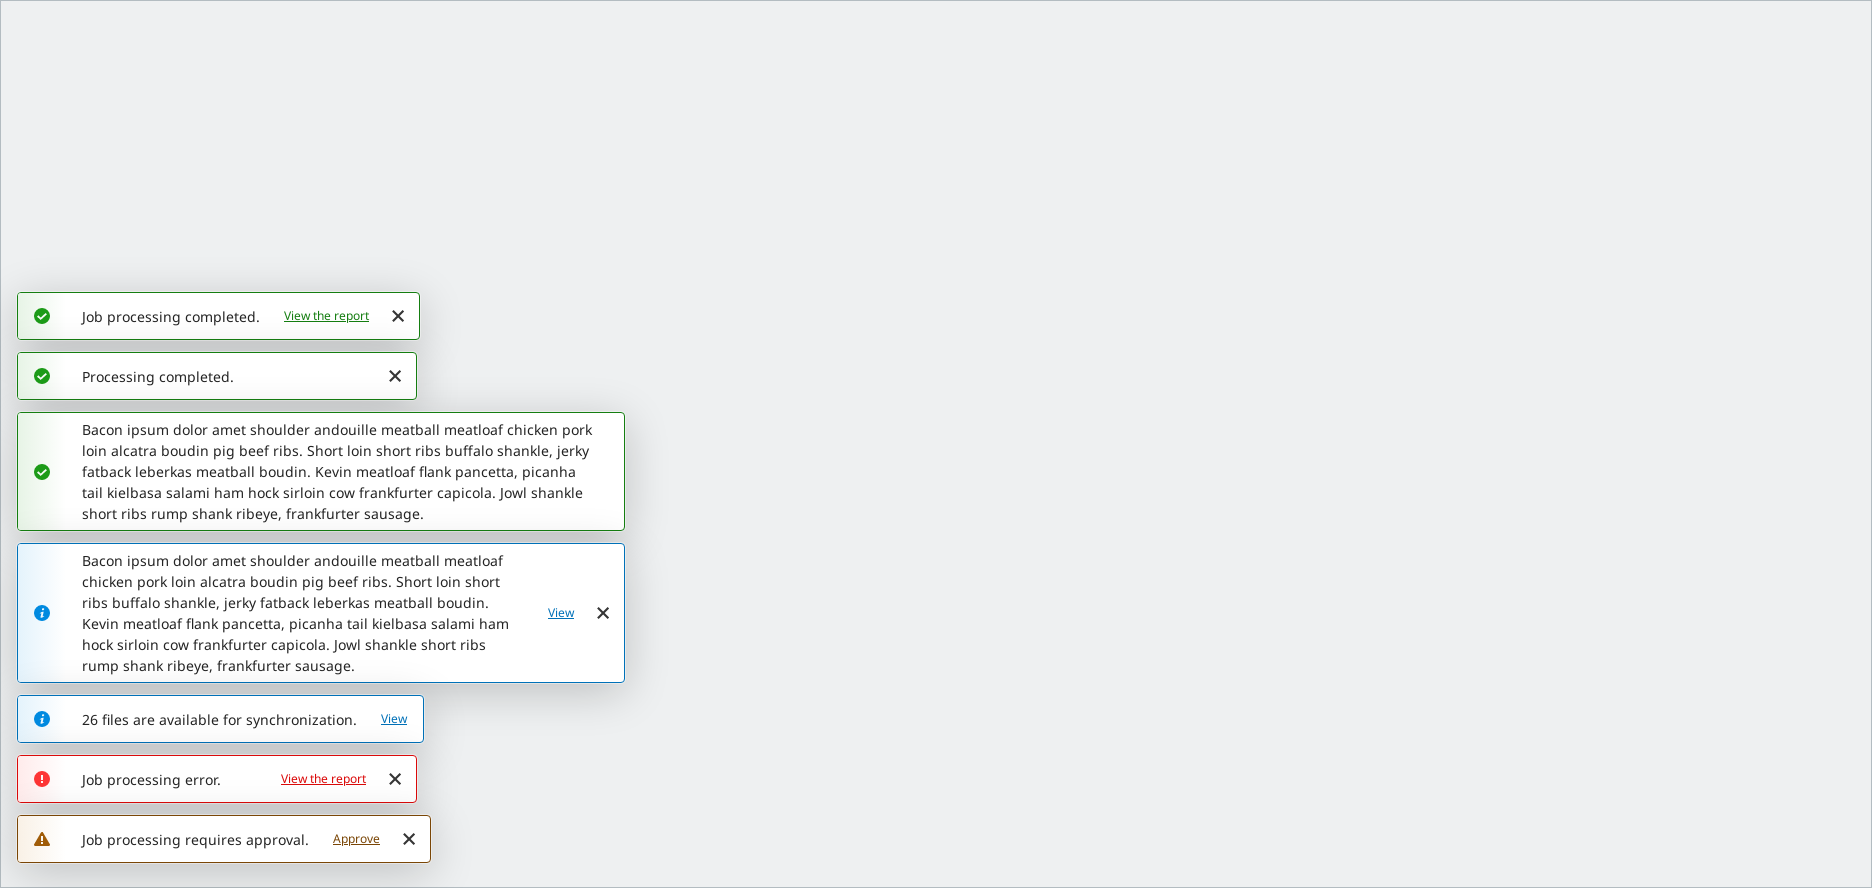 Job processing completed. View the report
Processing completed.
Bacon ipsum dolor amet shoulder andouille meatball meatloaf chicken pork
loin alcatra boudin pig beef ribs. Short loin short ribs buffalo shankle, jerky
fatback leberkas meatball boudin. Kevin meatloaf flank pancetta, picanha
tail kielbasa salami ham hock sirloin cow frankfurter capicola. Jowl shankle
short ribs rump shank ribeye, frankfurter sausage.
Bacon ipsum dolor amet shoulder andouille meatball meatloaf
chicken pork loin alcatra boudin pig beef ribs. Short loin short
ribs buffalo shankle, jerky fatback leberkas meatball boudin.
Kevin meatloaf flank pancetta, picanha tail kielbasa salami ham
hock sirloin cow frankfurter capicola. Jowl shankle short ribs
rump shank ribeye, frankfurter sausage.
View
26 files are available for synchronization. View
Job processing error. View the report
Job processing requires approval. Approve